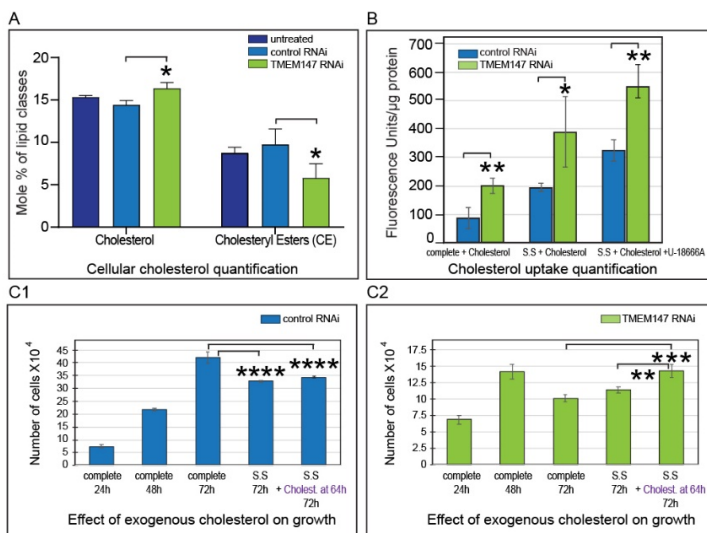 A
untreated
control RNAi
TMEM147 RNAi
Mole % of lipid classes
20
15
10
5
0
*
*
Cholesterol
Cholesteryl Esters (CE)
Cellular cholesterol quantification
B
control RNAi
TMEM147 RNAi
Fluorescence Units/µg protein
700
600
500
400
300
200
100
0
**
*
**
complete + Cholesterol
S.S + Cholesterol
S.S + Cholesterol +U-18666A
Cholesterol uptake quantification
C1
control RNAi
Number of cells X10⁴
45
40
35
30
25
20
15
10
5
0
****
****
complete 24h
complete 48h
complete 72h
S.S 72h
S.S + Cholest. at 64h 72h
Effect of exogenous cholesterol on growth
C2
TMEM147 RNAi
Number of cells X10⁴
17.5
15
12.5
10
7.5
5
2.5
0
**
***
complete 24h
complete 48h
complete 72h
S.S 72h
S.S + Cholest. at 64h 72h
Effect of exogenous cholesterol on growth